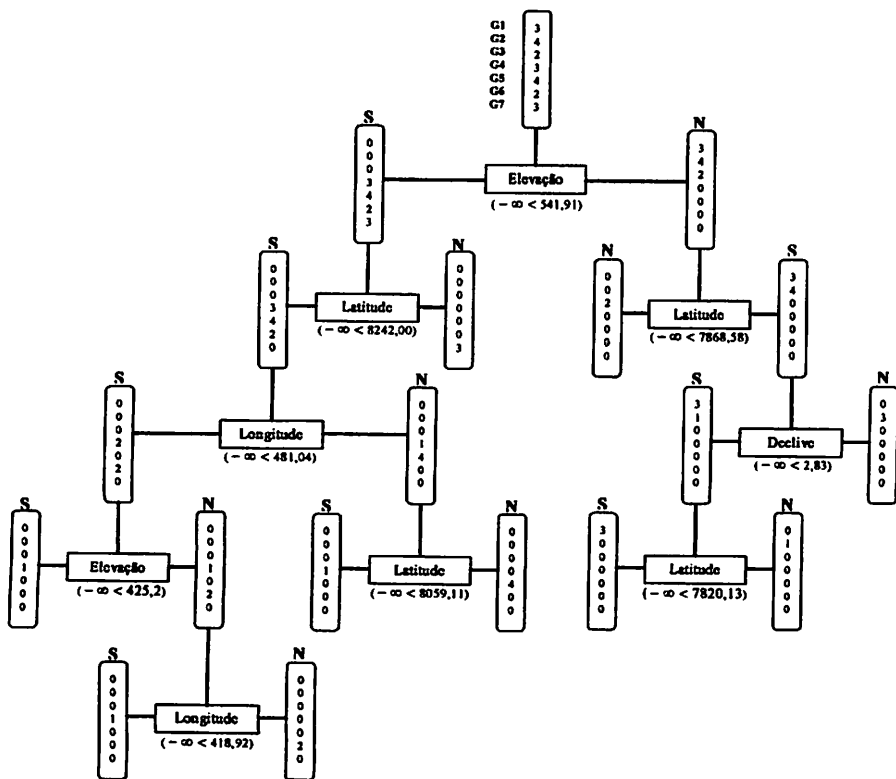 G1 3
G2 4
G3 2
G4 3
G5 4
G6 2
G7 3
S
0 0 0 3 4 2 3
Elevação
(− ∞ < 541,91)
N
3 4 2 0 0 0 0
S
0 0 0 3 4 2 0
Latitude
(− ∞ < 8242,00)
N
0 0 0 0 0 0 3
N
0 0 2 0 0 0 0
Latitude
(− ∞ < 7868,58)
S
3 4 0 0 0 0 0
S
0 0 0 2 0 2 0
Longitude
(− ∞ < 481,04)
N
0 0 0 1 4 0 0
S
3 1 0 0 0 0 0
Declive
(− ∞ < 2,83)
N
0 3 0 0 0 0 0
S
0 0 0 1 0 0 0
Elevação
(− ∞ < 425,2)
N
0 0 0 1 0 2 0
S
0 0 0 1 0 0 0
Latitude
(− ∞ < 8059,11)
N
0 0 0 0 4 0 0
S
3 0 0 0 0 0 0
Latitude
(− ∞ < 7820,13)
N
0 1 0 0 0 0 0
S
0 0 0 1 0 0 0
Longitude
(− ∞ < 418,92)
N
0 0 0 0 0 2 0